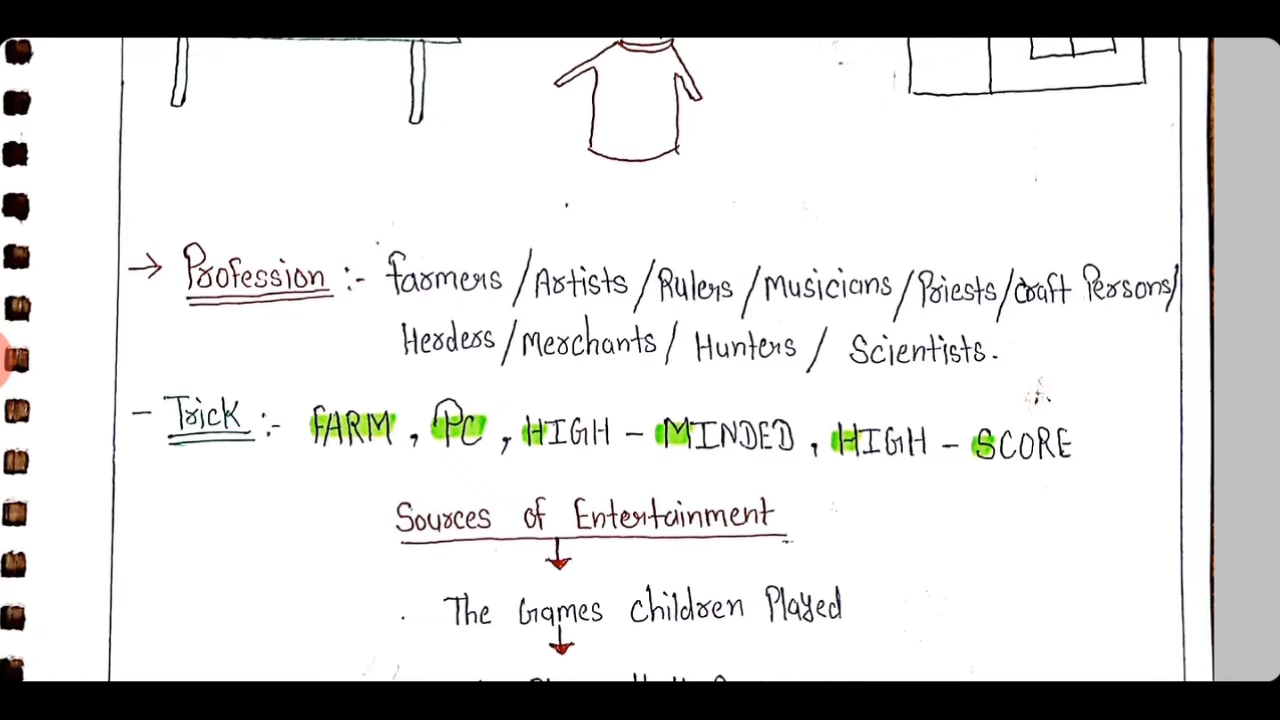 → Profession :- Farmers / Artists / Rulers / Musicians / Priests / Craft Persons /
Herders / Merchants / Hunters / Scientists.
- Trick :- FARM, PC, HIGH - MINDED, HIGH - SCORE
Sources of Entertainment
The Games children Played